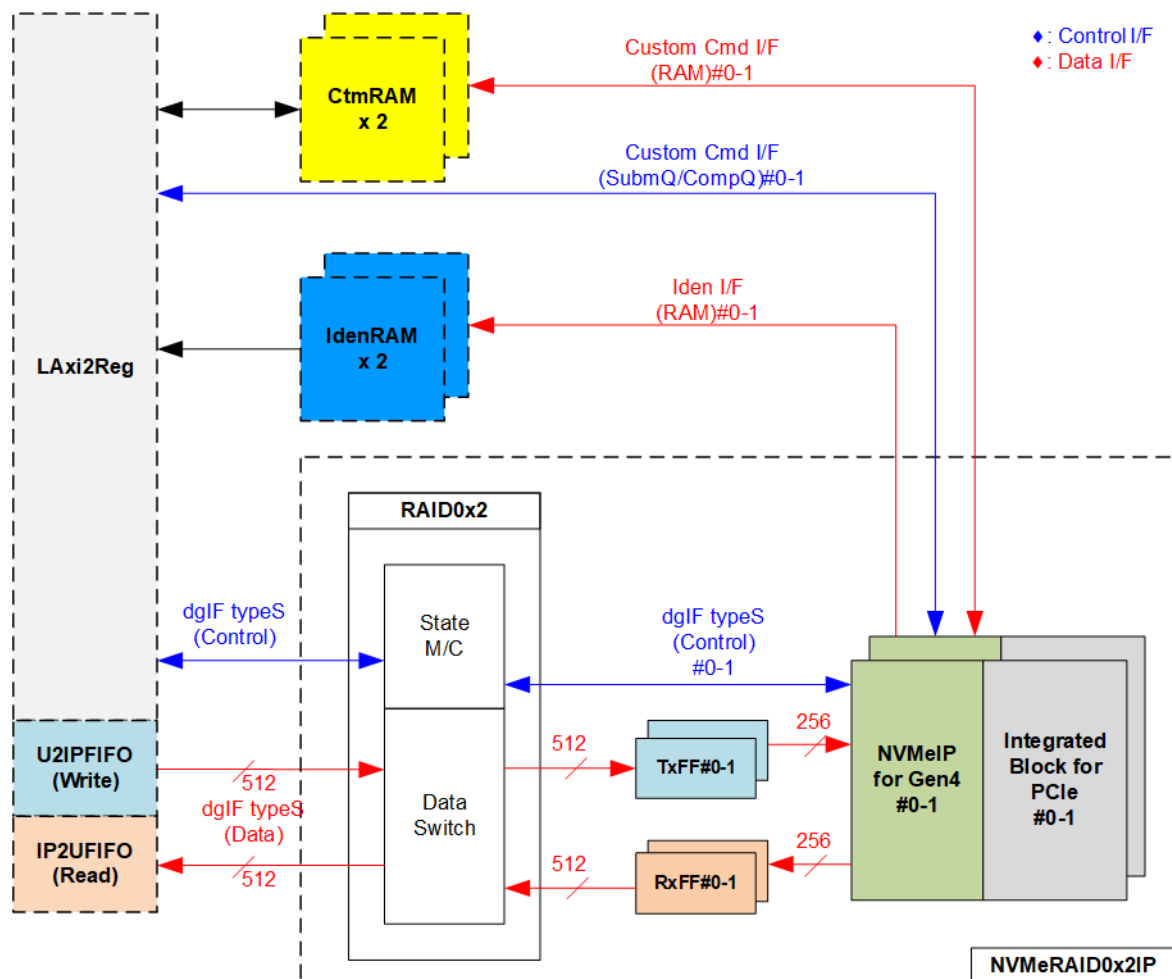 Custom Cmd I/F
(RAM)#0-1
♦: Control I/F
♦: Data I/F
CtmRAM
x 2
Custom Cmd I/F
(SubmQ/CompQ)#0-1
Iden I/F
(RAM)#0-1
IdenRAM
x 2
LAxi2Reg
RAID0x2
dgIF typeS
(Control)
State
M/C
dgIF typeS
(Control)
#0-1
U2IPFIFO
(Write)
512
512
TxFF#0-1
256
NVMeIP
for Gen4
#0-1
Integrated
Block for
PCIe
#0-1
dgIF typeS
(Data)
Data
Switch
IP2UFIFO
(Read)
512
512
RxFF#0-1
256
NVMeRAID0x2IP